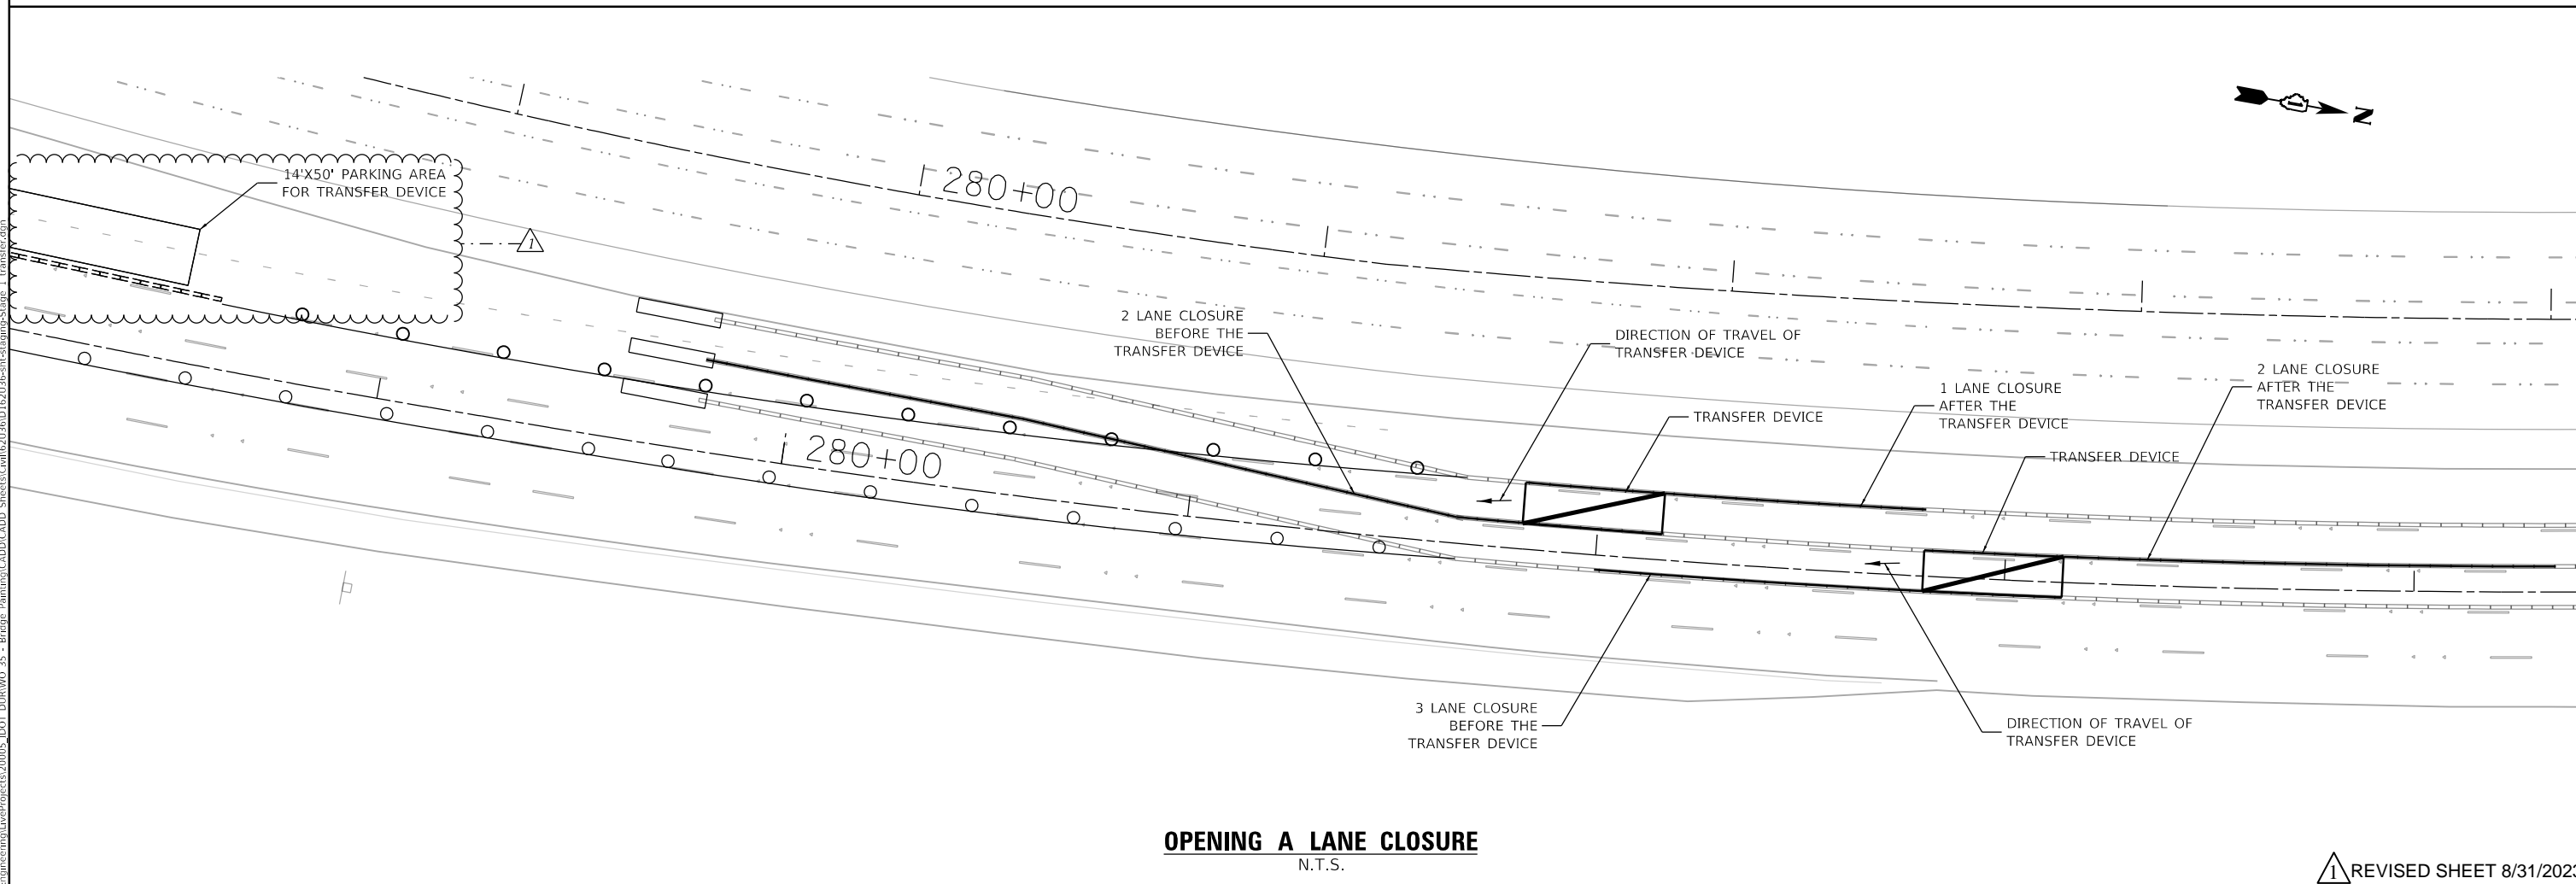 14'X50' PARKING AREA
FOR TRANSFER DEVICE
1
280+00
N
2 LANE CLOSURE
BEFORE THE
TRANSFER DEVICE
DIRECTION OF TRAVEL OF
TRANSFER DEVICE
TRANSFER DEVICE
1 LANE CLOSURE
AFTER THE
TRANSFER DEVICE
2 LANE CLOSURE
AFTER THE
TRANSFER DEVICE
TRANSFER DEVICE
280+00
3 LANE CLOSURE
BEFORE THE
TRANSFER DEVICE
DIRECTION OF TRAVEL OF
TRANSFER DEVICE
OPENING A LANE CLOSURE
N.T.S.
1 REVISED SHEET 8/31/202